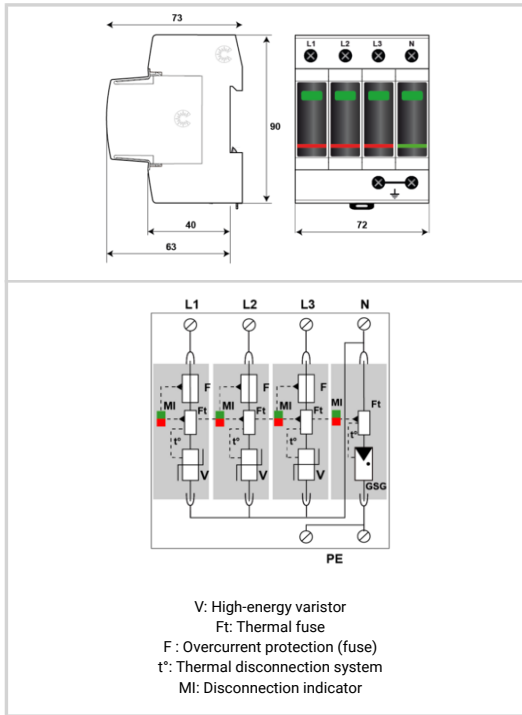 73
L1 L2 L3 N
90
40
63
72
L1 L2 L3 N
F F F
MI Ft MI Ft MI Ft MI Ft
t° t° t° t°
V V V GSG
PE
V: High-energy varistor
Ft: Thermal fuse
F : Overcurrent protection (fuse)
t°: Thermal disconnection system
MI: Disconnection indicator